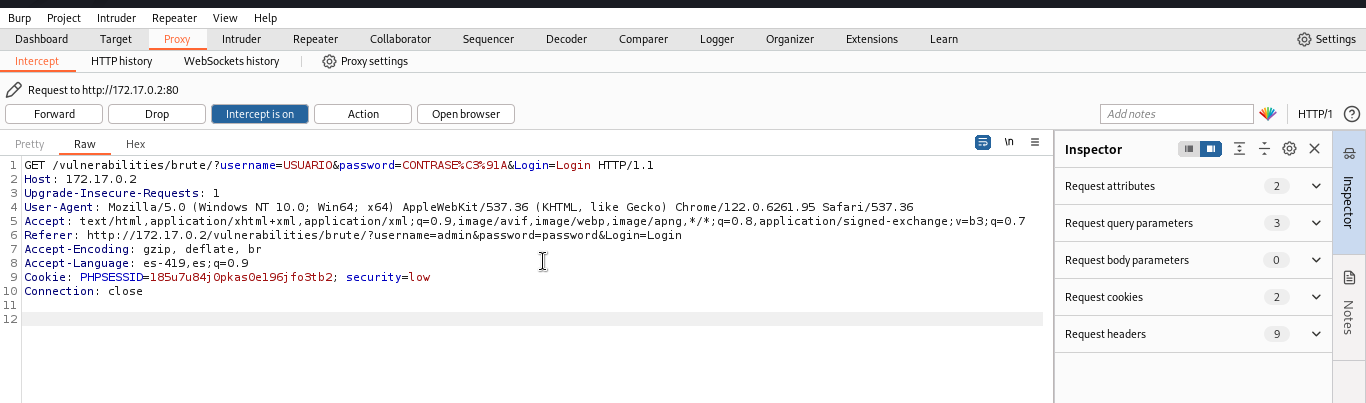 Burp Project Intruder Repeater View Help
Dashboard Target Proxy Intruder Repeater Collaborator Sequencer Decoder Comparer Logger Organizer Extensions Learn Settings
Intercept HTTP history WebSockets history Proxy settings
Request to http://172.17.0.2:80
Forward Drop Intercept is on Action Open browser Add notes HTTP/1
Pretty Raw Hex \n
1 GET /vulnerabilities/brute/?username=USUARIO&password=CONTRASE%C3%91A&Login=Login HTTP/1.1
2 Host: 172.17.0.2
3 Upgrade-Insecure-Requests: 1
4 User-Agent: Mozilla/5.0 (Windows NT 10.0; Win64; x64) AppleWebKit/537.36 (KHTML, like Gecko) Chrome/122.0.6261.95 Safari/537.36
5 Accept: text/html,application/xhtml+xml,application/xml;q=0.9,image/avif,image/webp,image/apng,*/*;q=0.8,application/signed-exchange;v=b3;q=0.7
6 Referer: http://172.17.0.2/vulnerabilities/brute/?username=admin&password=password&Login=Login
7 Accept-Encoding: gzip, deflate, br
8 Accept-Language: es-419,es;q=0.9
9 Cookie: PHPSESSID=185u7u84j0pkas0e196jfo3tb2; security=low
10 Connection: close
11
12
Inspector
Request attributes 2
Request query parameters 3
Request body parameters 0
Request cookies 2
Request headers 9
Inspector
Notes